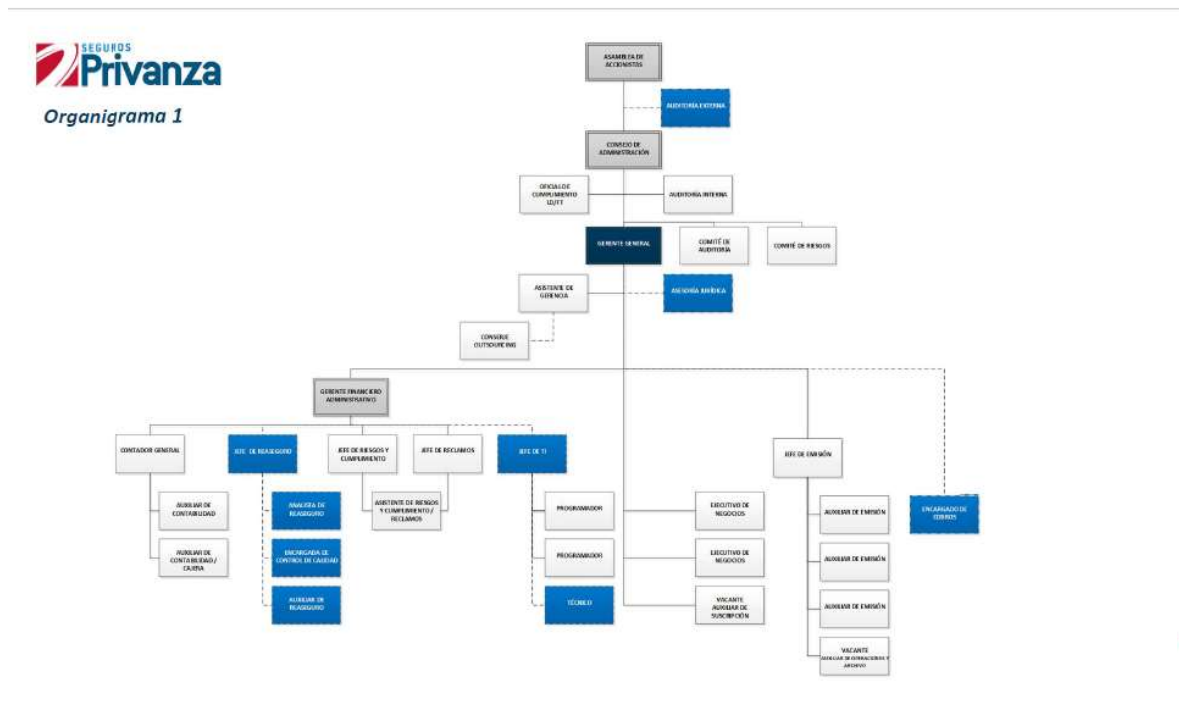 SEGUROS
Privanza
Organigrama 1
ASAMBLEA DE
ACCIONISTAS
AUDITORÍA EXTERNA
CONSEJO DE
ADMINISTRACIÓN
OFICIAL DE
CUMPLIMIENTO
LD/FT
AUDITORÍA INTERNA
GERENTE GENERAL
COMITÉ DE
AUDITORÍA
COMITÉ DE RIESGOS
ASISTENTE DE
GERENCIA
ASESORÍA JURÍDICA
CONSERJE
OUTSOURCING
GERENTE FINANCIERO
ADMINISTRATIVO
CONTADOR GENERAL
JEFE DE REASEGURO
JEFE DE RIESGOS Y
CUMPLIMIENTO
JEFE DE RECLAMOS
JEFE DE TI
JEFE DE EMISIÓN
AUXILIAR DE
CONTABILIDAD
ANALISTA DE
REASEGURO
ASISTENTE DE RIESGOS
Y CUMPLIMIENTO /
RECLAMOS
PROGRAMADOR
EJECUTIVO DE
NEGOCIOS
AUXILIAR DE EMISIÓN
ENCARGADO DE
COBROS
AUXILIAR DE
CONTABILIDAD /
CAJERA
ENCARGADA DE
CONTROL DE CALIDAD
PROGRAMADOR
EJECUTIVO DE
NEGOCIOS
AUXILIAR DE EMISIÓN
AUXILIAR DE
REASEGURO
TÉCNICO
VACANTE
AUXILIAR DE
SUSCRIPCIÓN
AUXILIAR DE EMISIÓN
VACANTE
AUXILIAR DE OPERACIONES Y
ARCHIVO